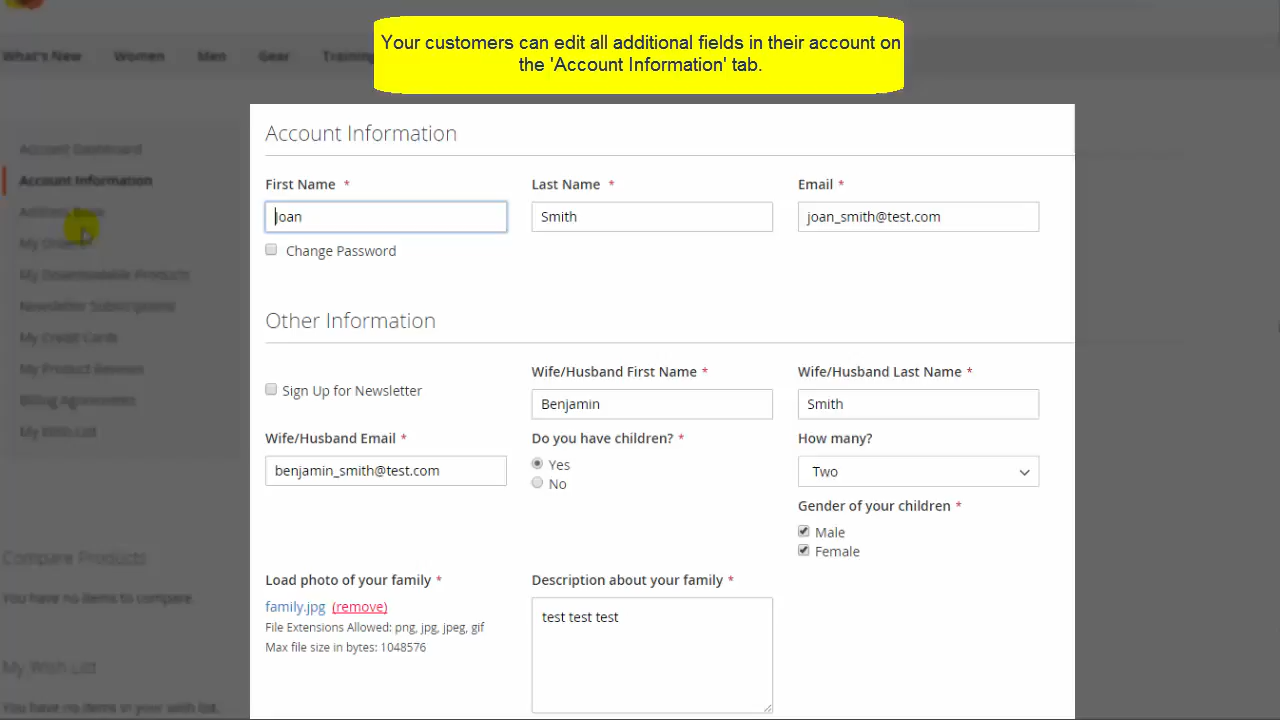 Your customers can edit all additional fields in their account on
the 'Account Information' tab.
What's New Women Men Gear Training
Account Dashboard
Account Information
Address Book
My Orders
My Downloadable Products
Newsletter Subscriptions
My Credit Cards
My Product Reviews
Billing Agreements
My Wish List
Compare Products
You have no items to compare.
My Wish List
You have no items in your wish list.
Account Information
First Name * Last Name * Email *
Joan Smith joan_smith@test.com
Change Password
Other Information
Wife/Husband First Name * Wife/Husband Last Name *
Sign Up for Newsletter Benjamin Smith
Wife/Husband Email * Do you have children? * How many?
benjamin_smith@test.com Yes Two
No
Gender of your children *
Male
Female
Load photo of your family * Description about your family *
family.jpg (remove) test test test
File Extensions Allowed: png, jpg, jpeg, gif
Max file size in bytes: 1048576